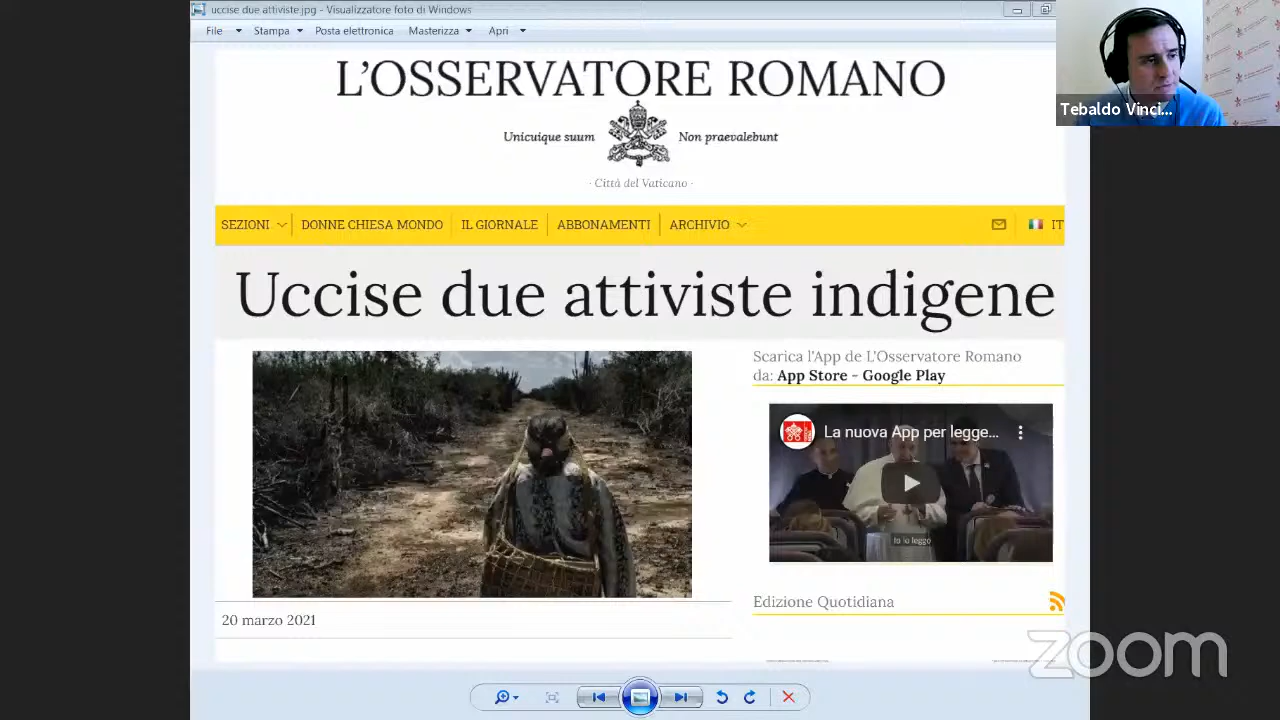 uccise due attiviste.jpg - Visualizzatore foto di Windows
File Stampa Posta elettronica Masterizza Apri
L'OSSERVATORE ROMANO
Unicuique suum Non praevalebunt
· Città del Vaticano ·
SEZIONI DONNE CHIESA MONDO IL GIORNALE ABBONAMENTI ARCHIVIO IT
Uccise due attiviste indigene
Scarica l'App de L'Osservatore Romano
da: App Store - Google Play
La nuova App per legge...
Io lo leggo
Edizione Quotidiana
20 marzo 2021
Tebaldo Vinci...
zoom